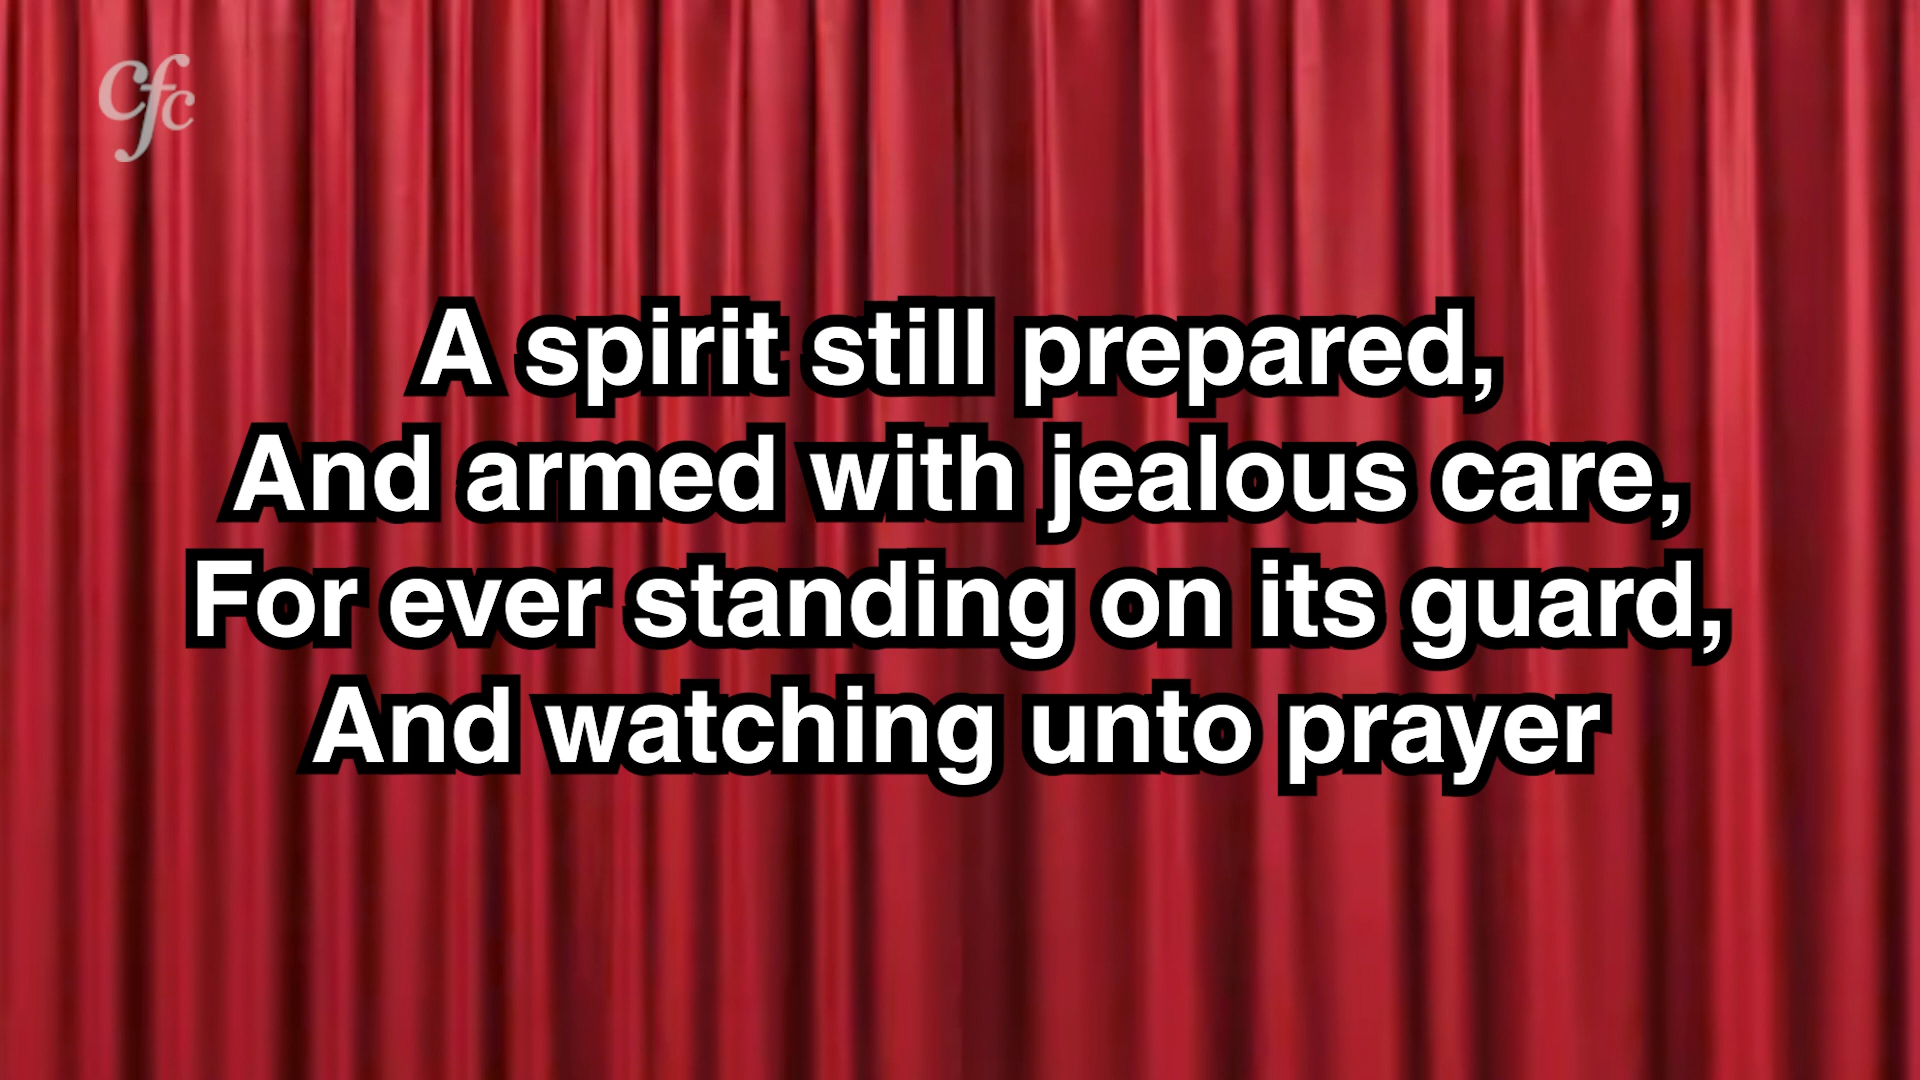 cfc
A spirit still prepared,
And armed with jealous care,
For ever standing on its guard,
And watching unto prayer